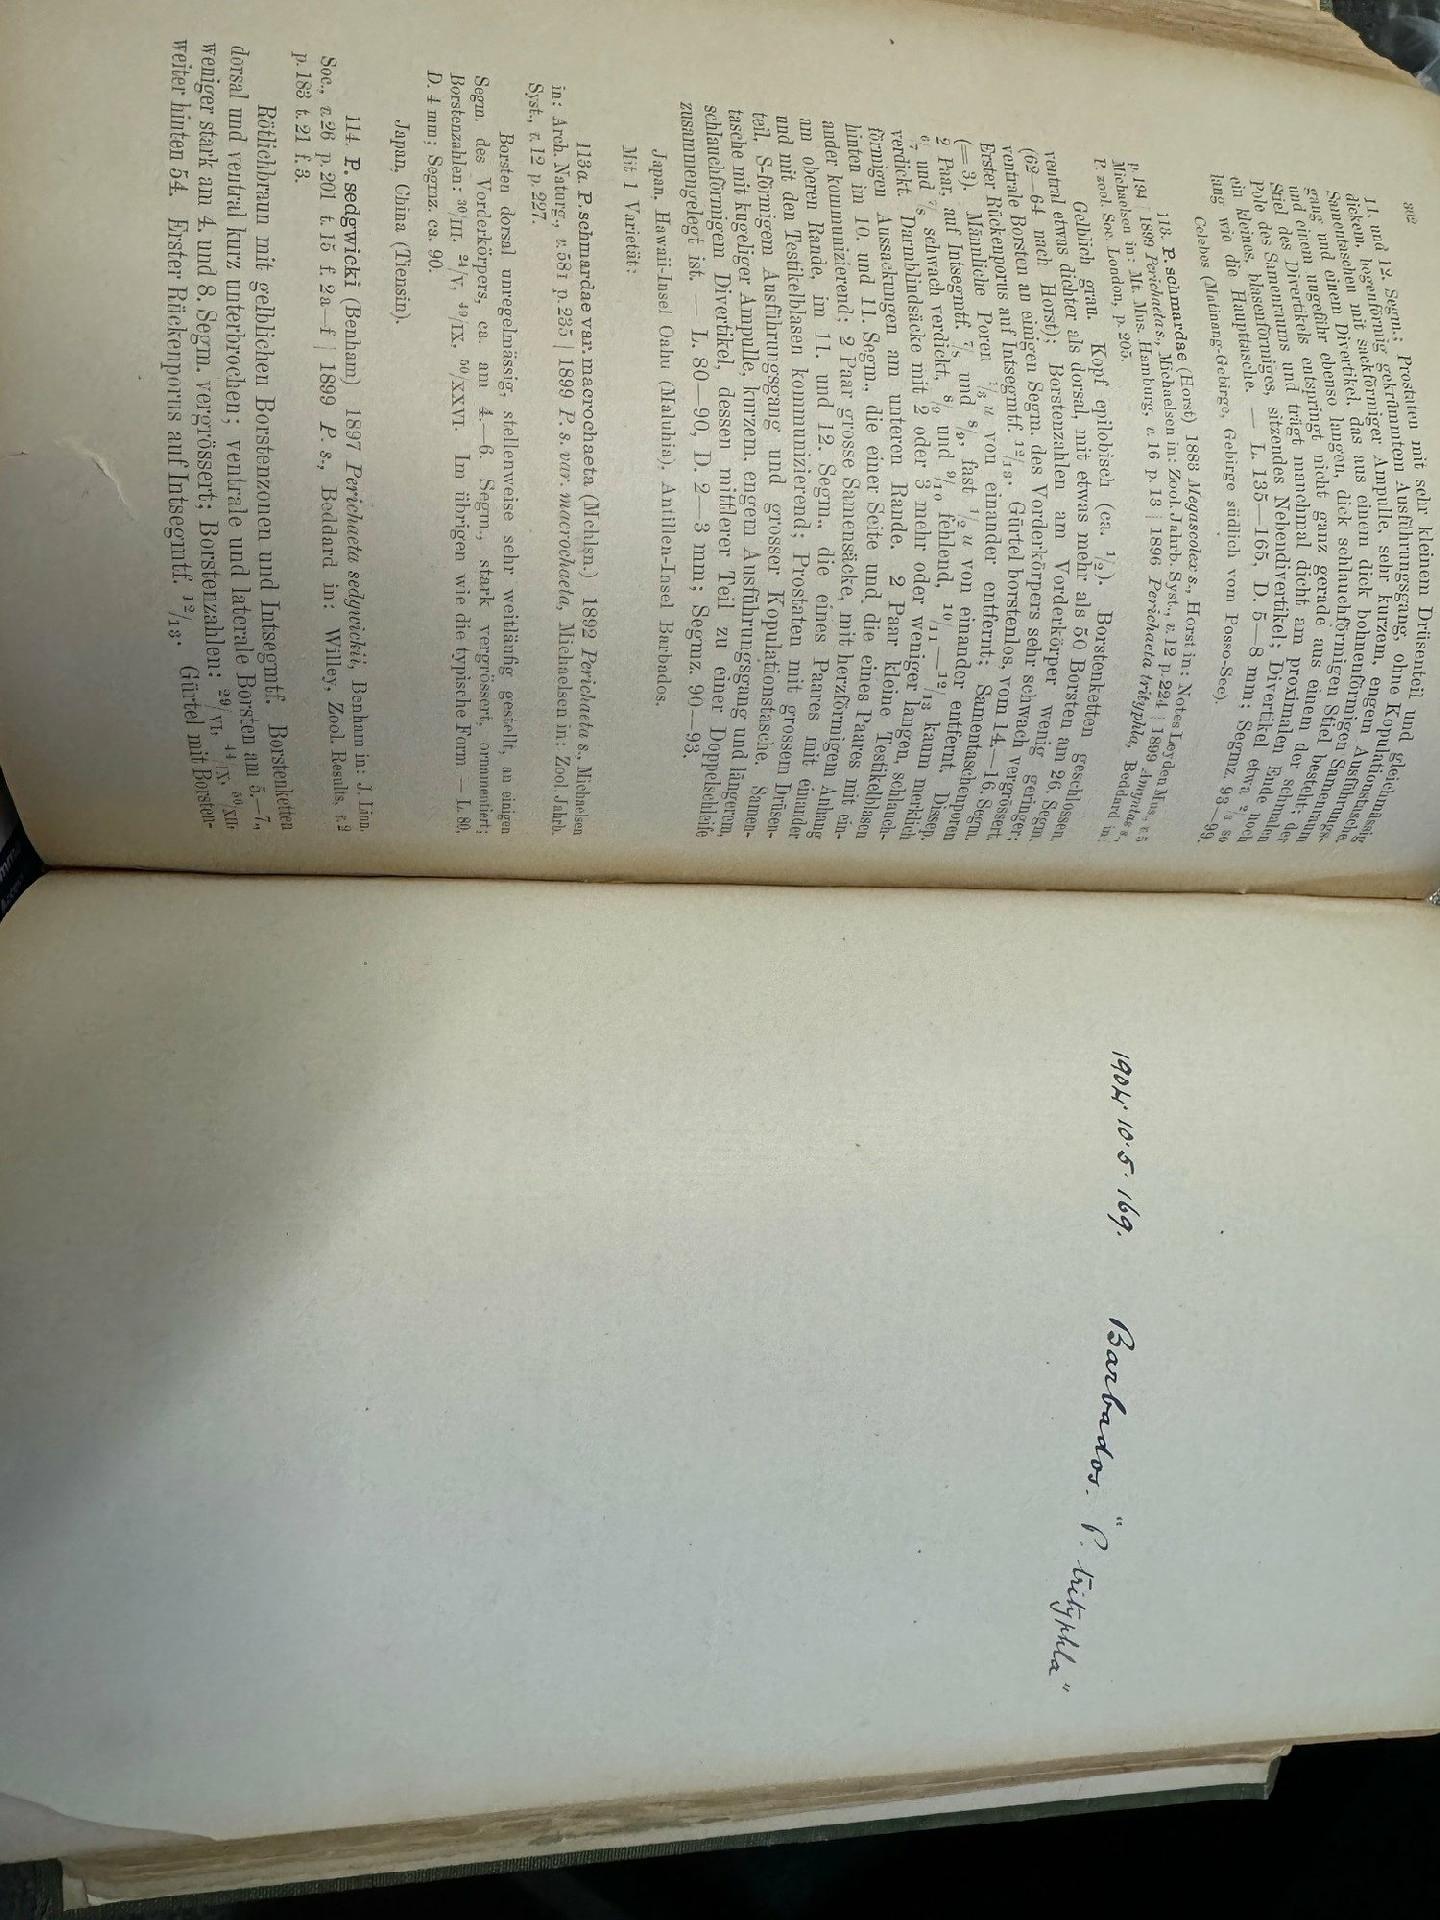 302
11. und 12. Segm.; Prostaten mit sehr kleinem Drüsenteil und gleichmässig
dickem, bogenförmig gekrümmtem Ausführungsgang, ohne Kopulationstasche.
Samentaschen mit sackförmiger Ampulle, sehr kurzem, engem Ausführungs-
gang und einem Divertikel, das aus einem dick bohnenförmigen Samenraum
und einem ungefähr ebenso langen, dick schlauchförmigen Stiel besteht; der
Stiel des Divertikels entspringt nicht ganz gerade aus einem der schmalen
Pole des Samenraums und trägt manchmal dicht am proximalen Ende noch
ein kleines, blasenförmiges, sitzendes Nebendivertikel; Divertikel etwa 2/3 so
lang wie die Haupttasche. — L. 135—165, D. 5—8 mm; Segmz. 93—99.
Celebes (Matinang-Gebirge, Gebirge südlich vom Posso-See).
113. P. schmardae (Horst) 1883 Megascolex s., Horst in: Notes Leyden Mus., v.5
p. 194 | 1899 Perichaeta s., Michaelsen in: Zool. Jahrb. Syst., v. 12 p. 224 | 1899 Amyntas s.,
Michaelsen in: Mt. Mus. Hamburg, v. 16 p. 13 | 1896 Perichaeta trityphla, Beddard in:
P. zool. Soc. London, p. 205.
Gelblich grau. Kopf epilobisch (ca. 1/2). Borstenketten geschlossen,
ventral etwas dichter als dorsal, mit etwas mehr als 50 Borsten am 26. Segm.
(62—64 nach Horst); Borstenzahlen am Vorderkörper wenig geringer;
ventrale Borsten an einigen Segm. des Vorderkörpers sehr schwach vergrössert.
Erster Rückenporus auf Intsegmtf. 12/13. Gürtel borstenlos, vom 14.—16. Segm.
(= 3). Männliche Poren 1/3 u von einander entfernt; Samentaschenporen
2 Paar, auf Intsegmtf. 7/8 und 8/9, fast 1/2 u von einander entfernt. Dissep.
6/7 und 7/8 schwach verdickt, 8/9 und 9/10 fehlend, 10/11—12/13 kaum merklich
verdickt. Darmblindsäcke mit 2 oder 3 mehr oder weniger langen, schlauch-
förmigen Aussackungen am unteren Rande. 2 Paar kleine Testikelblasen
hinten im 10. und 11. Segm., die einer Seite und die eines Paares mit ein-
ander kommunizierend; 2 Paar grosse Samensäcke, mit herzförmigem Anhang
am oberen Rande, im 11. und 12. Segm., die eines Paares mit einander
und mit den Testikelblasen kommunizierend; Prostaten mit grossem Drüsen-
teil, S-förmigem Ausführungsgang und grosser Kopulationstasche. Samen-
tasche mit kugeliger Ampulle, kurzem, engem Ausführungsgang und längerem,
schlauchförmigem Divertikel, dessen mittlerer Teil zu einer Doppelschleife
zusammengelegt ist. — L. 80—90, D. 2—3 mm; Segmz. 90—93.
Japan, Hawaii-Insel Oahu (Maluhia), Antillen-Insel Barbados.
Mit 1 Varietät:
113a. P. schmardae var. macrochaeta (Mchlsn.) 1892 Perichaeta s., Michaelsen
in: Arch. Naturg., v. 58 I p. 235 | 1899 P. s. var. macrochaeta, Michaelsen in: Zool. Jahrb.
Syst., v. 12 p. 227.
Borsten dorsal unregelmässig, stellenweise sehr weitläufig gestellt, an einigen
Segm. des Vorderkörpers, ca. am 4.—6. Segm., stark vergrössert, ornamentiert;
Borstenzahlen: 30/III, 24/V, 49/IX, 50/XXVI. Im übrigen wie die typische Form — L. 80,
D. 4 mm; Segmz. ca. 90.
Japan, China (Tiensin).
114. P. sedgwicki (Benham) 1897 Perichaeta sedgwickii, Benham in: J. Linn.
Soc., v. 26 p. 201 t. 15 f. 2a—f | 1899 P. s., Beddard in: Willey, Zool. Results, v. 2
p. 183 t. 21 f. 3.
Rötlichbraun mit gelblichen Borstenzonen und Intsegmtf. Borstenketten
dorsal und ventral kurz unterbrochen; ventrale und laterale Borsten am 5.—7.,
weniger stark am 4. und 8. Segm. vergrössert; Borstenzahlen: 29/VI, 44/X, 50/XII,
weiter hinten 54. Erster Rückenporus auf Intsegmtf. 12/13. Gürtel mit Borsten-
1904. 10. 5. 169. Barbados. "P. trityphla"